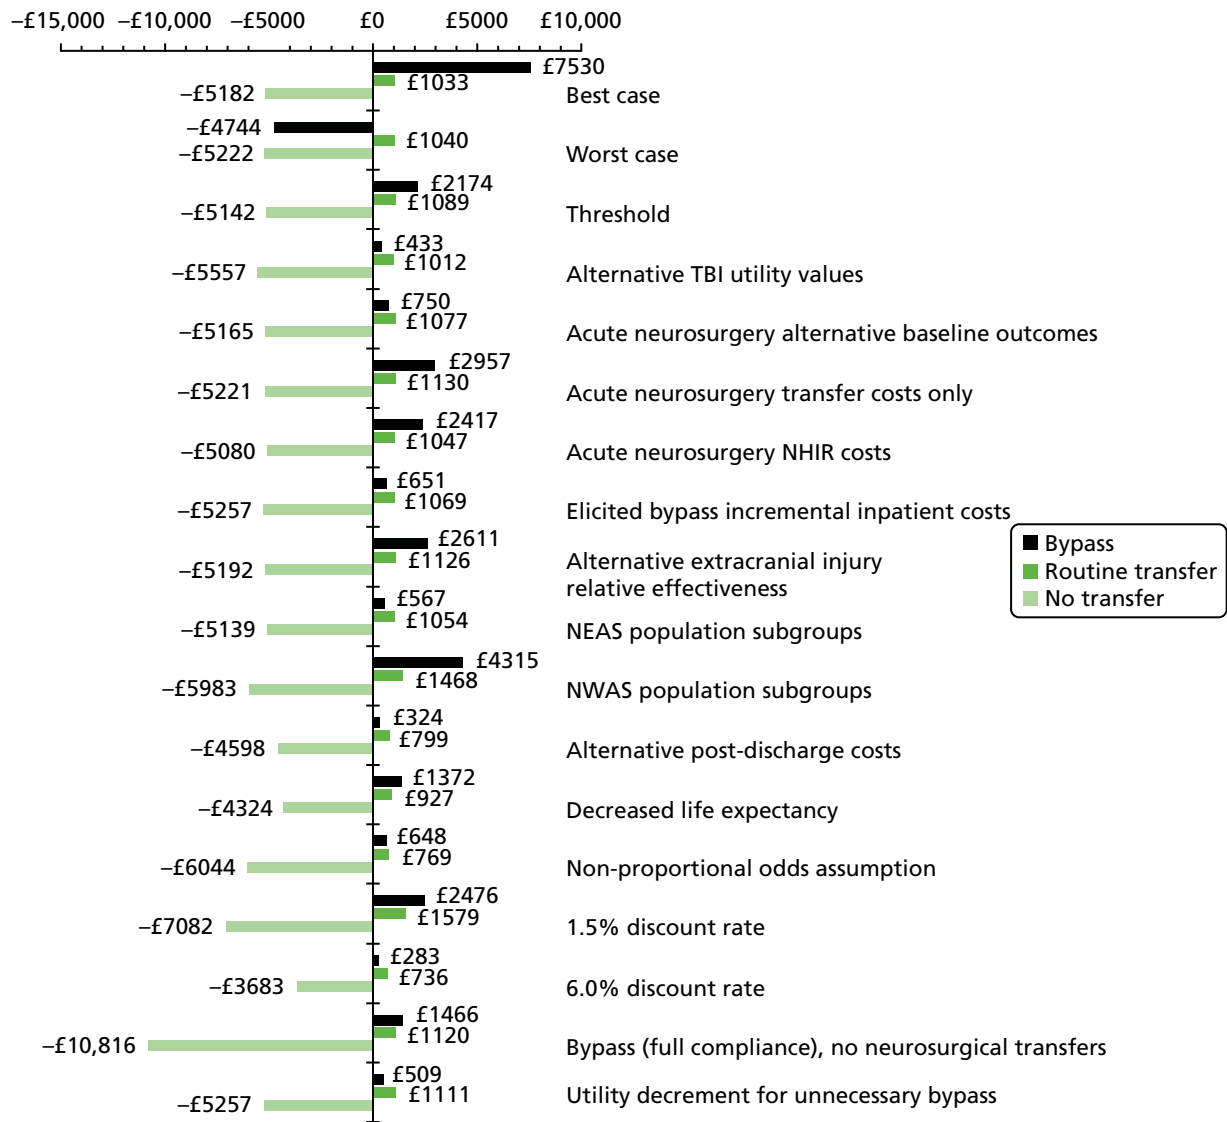 –£15,000 –£10,000 –£5000 £0 £5000 £10,000
£7530
£1033
–£5182
Best case
–£4744
£1040
–£5222
Worst case
£2174
£1089
–£5142
Threshold
£433
£1012
–£5557
Alternative TBI utility values
£750
£1077
–£5165
Acute neurosurgery alternative baseline outcomes
£2957
£1130
–£5221
Acute neurosurgery transfer costs only
£2417
£1047
–£5080
Acute neurosurgery NHIR costs
£651
£1069
–£5257
Elicited bypass incremental inpatient costs
£2611
£1126
–£5192
Alternative extracranial injury
relative effectiveness
£567
£1054
–£5139
NEAS population subgroups
£4315
£1468
–£5983
NWAS population subgroups
£324
£799
–£4598
Alternative post-discharge costs
£1372
£927
–£4324
Decreased life expectancy
£648
£769
–£6044
Non-proportional odds assumption
£2476
£1579
–£7082
1.5% discount rate
£283
£736
–£3683
6.0% discount rate
£1466
£1120
–£10,816
Bypass (full compliance), no neurosurgical transfers
£509
£1111
–£5257
Utility decrement for unnecessary bypass
Bypass
Routine transfer
No transfer